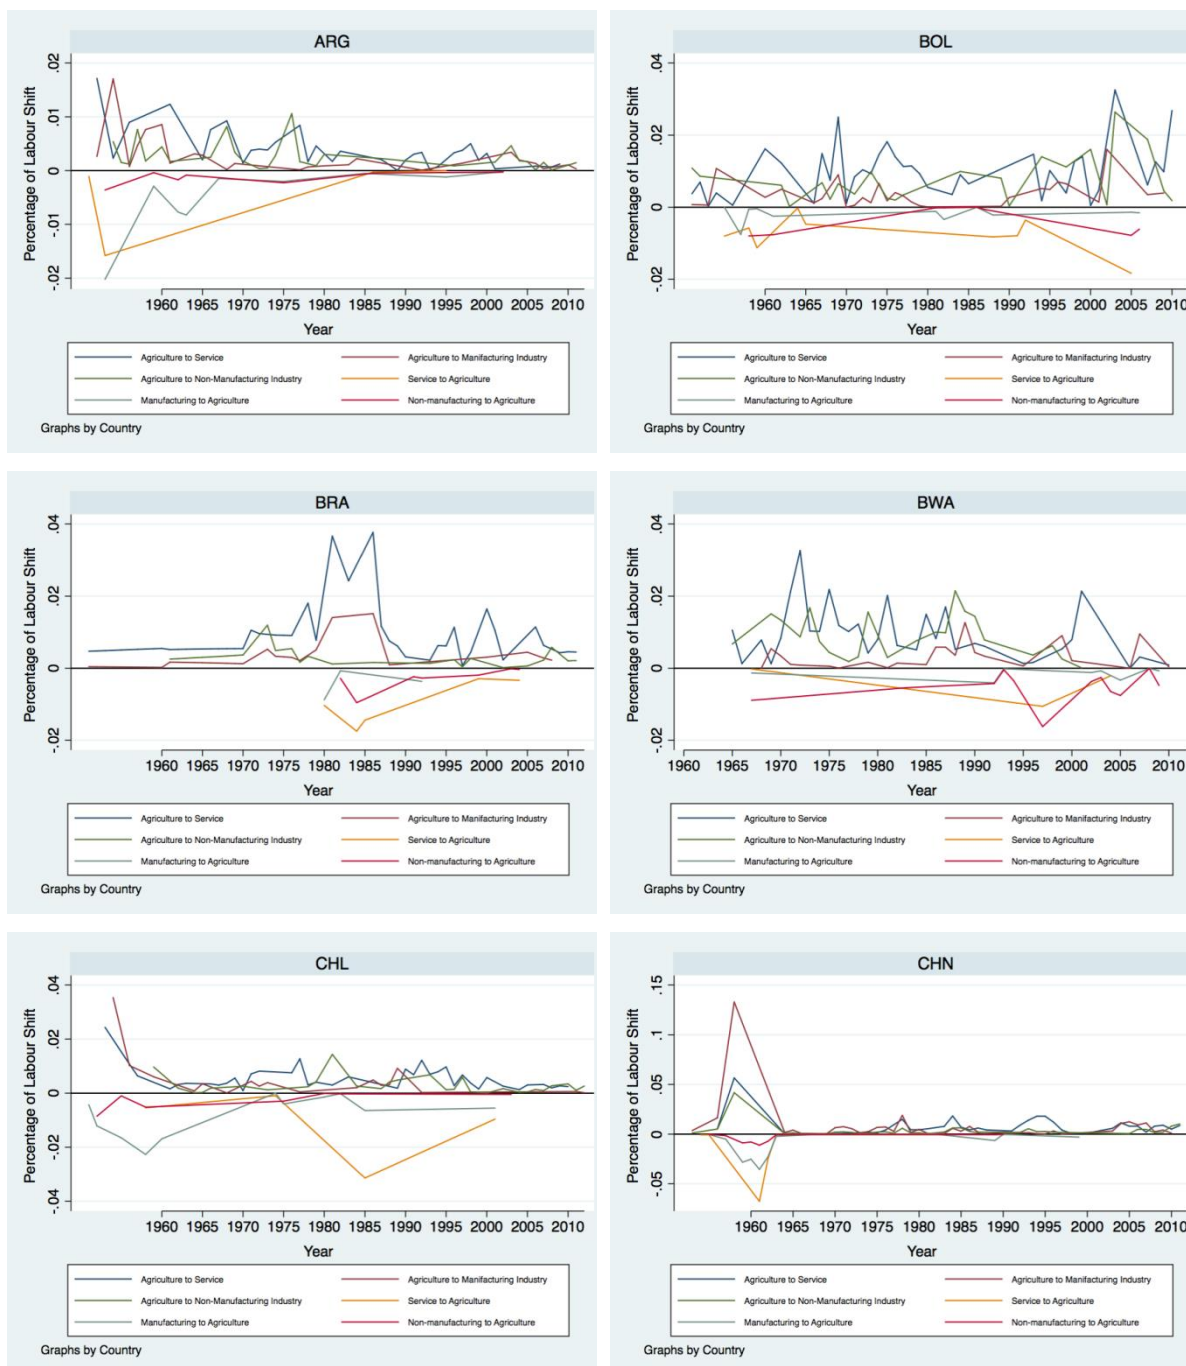 ARG
Percentage of Labour Shift
.02
.01
0
-.01
-.02
1960 1965 1970 1975 1980 1985 1990 1995 2000 2005 2010
Year
Agriculture to Service
Agriculture to Manifacturing Industry
Agriculture to Non-Manufacturing Industry
Service to Agriculture
Manufacturing to Agriculture
Non-manufacturing to Agriculture
Graphs by Country
BOL
Percentage of Labour Shift
.04
.02
0
-.02
1960 1965 1970 1975 1980 1985 1990 1995 2000 2005 2010
Year
Agriculture to Service
Agriculture to Manifacturing Industry
Agriculture to Non-Manufacturing Industry
Service to Agriculture
Manufacturing to Agriculture
Non-manufacturing to Agriculture
Graphs by Country
BRA
Percentage of Labour Shift
.04
.02
0
-.02
1960 1965 1970 1975 1980 1985 1990 1995 2000 2005 2010
Year
Agriculture to Service
Agriculture to Manifacturing Industry
Agriculture to Non-Manufacturing Industry
Service to Agriculture
Manufacturing to Agriculture
Non-manufacturing to Agriculture
Graphs by Country
BWA
Percentage of Labour Shift
.04
.02
0
-.02
1960 1965 1970 1975 1980 1985 1990 1995 2000 2005 2010
Year
Agriculture to Service
Agriculture to Manifacturing Industry
Agriculture to Non-Manufacturing Industry
Service to Agriculture
Manufacturing to Agriculture
Non-manufacturing to Agriculture
Graphs by Country
CHL
Percentage of Labour Shift
.04
.02
0
-.02
-.04
1960 1965 1970 1975 1980 1985 1990 1995 2000 2005 2010
Year
Agriculture to Service
Agriculture to Manifacturing Industry
Agriculture to Non-Manufacturing Industry
Service to Agriculture
Manufacturing to Agriculture
Non-manufacturing to Agriculture
Graphs by Country
CHN
Percentage of Labour Shift
.15
.1
.05
0
-.05
1960 1965 1970 1975 1980 1985 1990 1995 2000 2005 2010
Year
Agriculture to Service
Agriculture to Manifacturing Industry
Agriculture to Non-Manufacturing Industry
Service to Agriculture
Manufacturing to Agriculture
Non-manufacturing to Agriculture
Graphs by Country